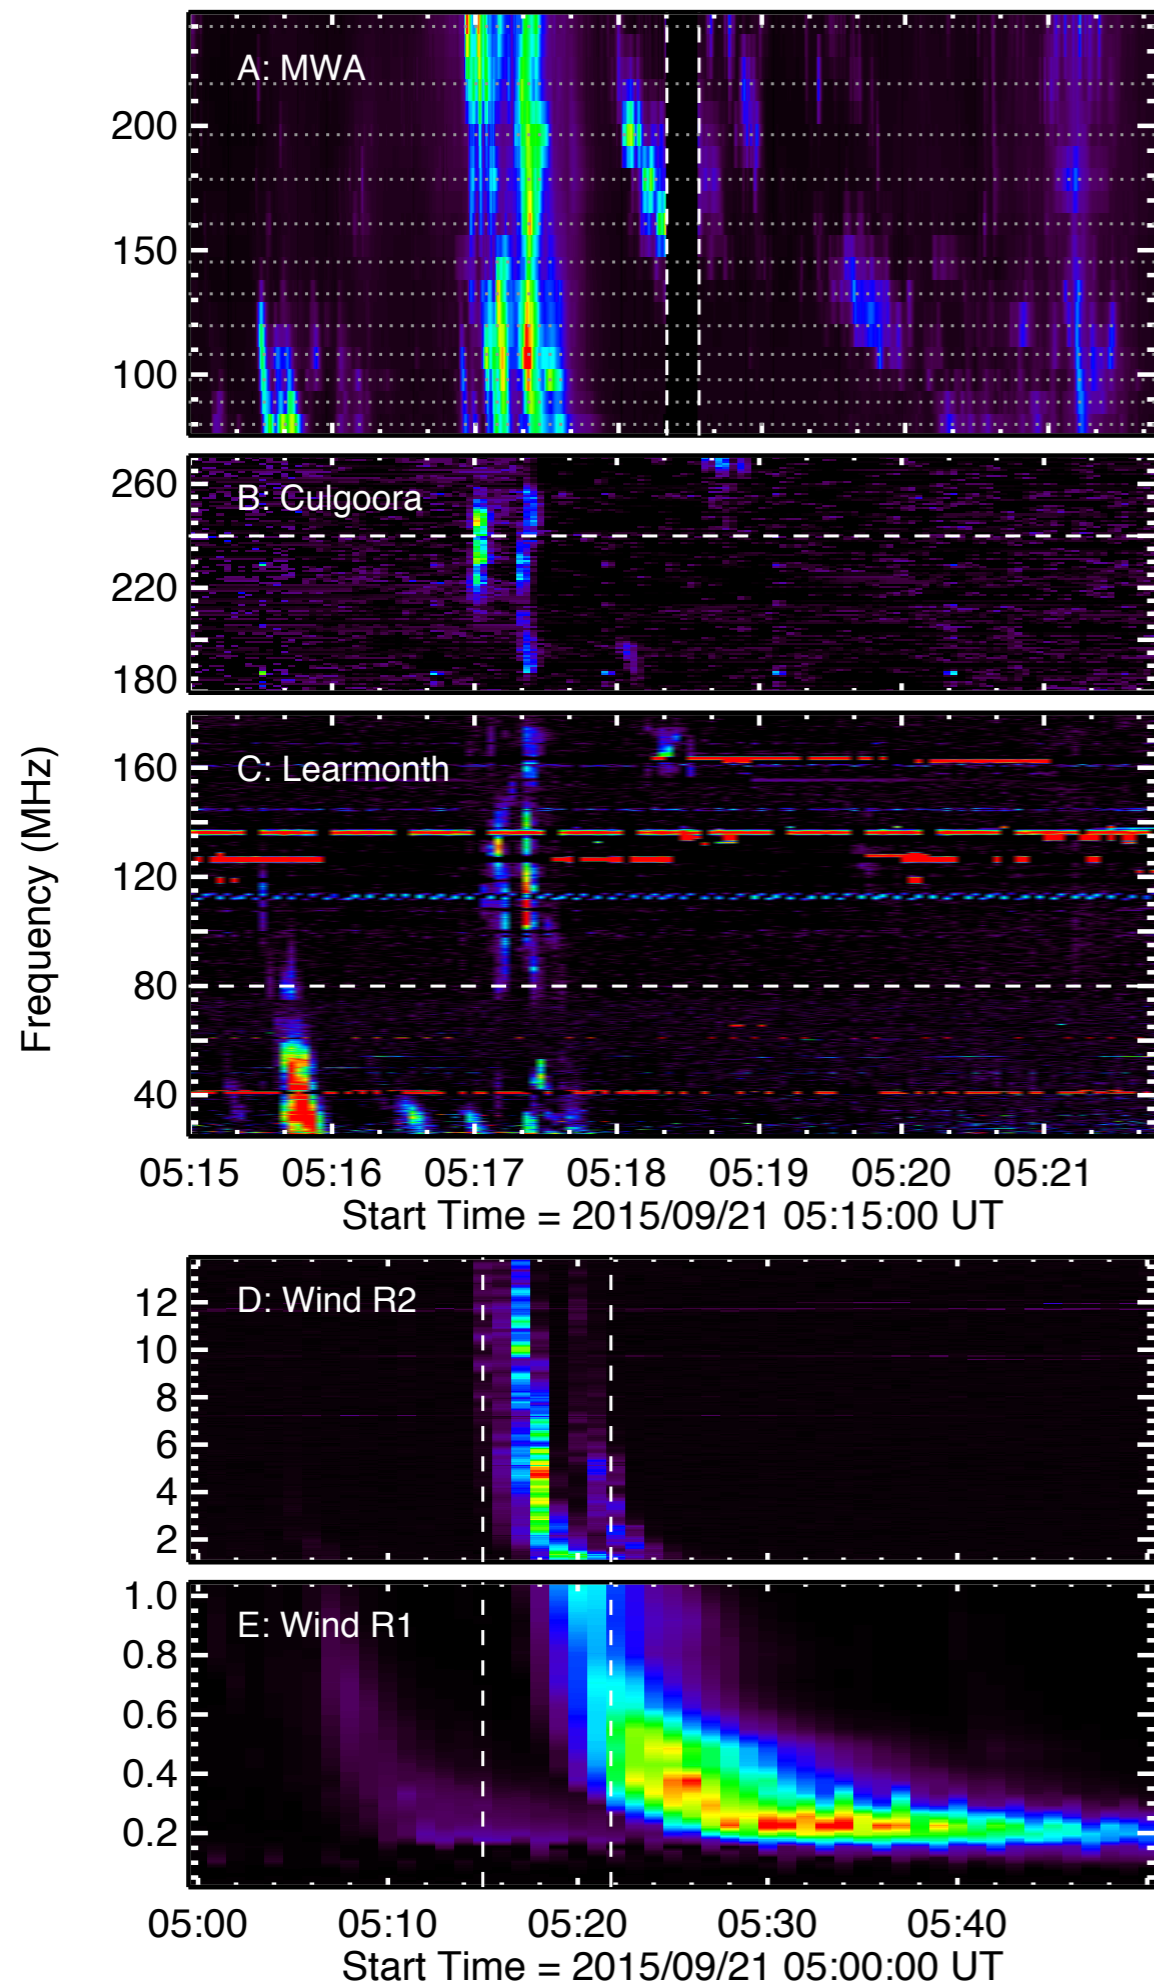 A: MWA
200
150
100
B: Culgoora
260
220
180
C: Learmonth
160
120
80
40
Frequency (MHz)
05:15 05:16 05:17 05:18 05:19 05:20 05:21
Start Time = 2015/09/21 05:15:00 UT
D: Wind R2
12
10
8
6
4
2
E: Wind R1
1.0
0.8
0.6
0.4
0.2
05:00 05:10 05:20 05:30 05:40
Start Time = 2015/09/21 05:00:00 UT